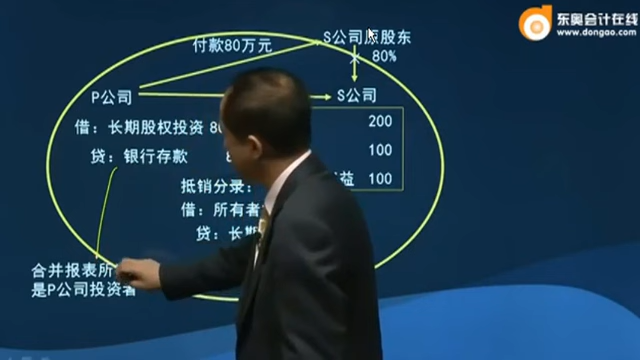 东奥会计在线
www.dongao.com
付款80万元
S公司原股东
80%
P公司
S公司
借：长期股权投资 8
200
贷：银行存款
100
抵销分录：
益 100
借：所有者
贷：长期
合并报表所
是P公司投资者